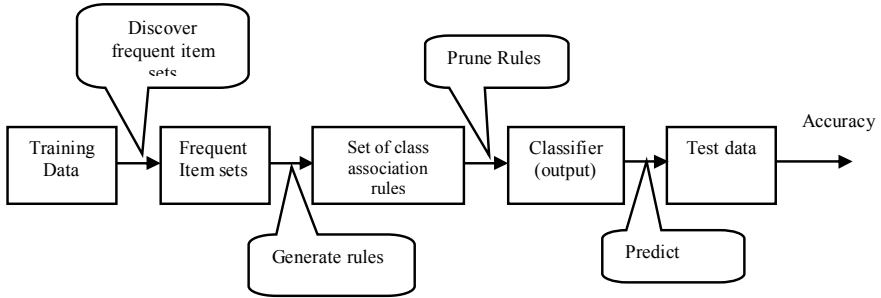 Discover
frequent item
sets
Prune Rules
Training
Data
Frequent
Item sets
Set of class
association
rules
Classifier
(output)
Test data
Accuracy
Generate rules
Predict